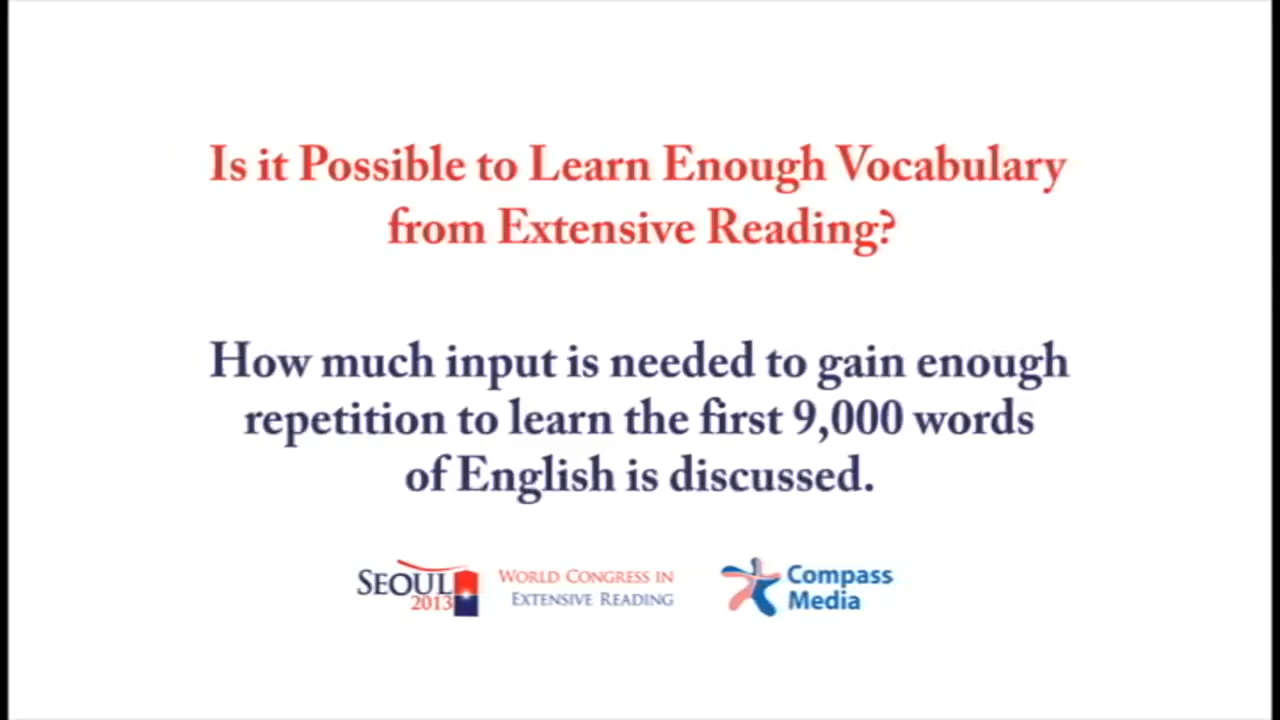 Is it Possible to Learn Enough Vocabulary
from Extensive Reading?
How much input is needed to gain enough
repetition to learn the first 9,000 words
of English is discussed.
SEOUL
2013
WORLD CONGRESS IN
EXTENSIVE READING
Compass
Media